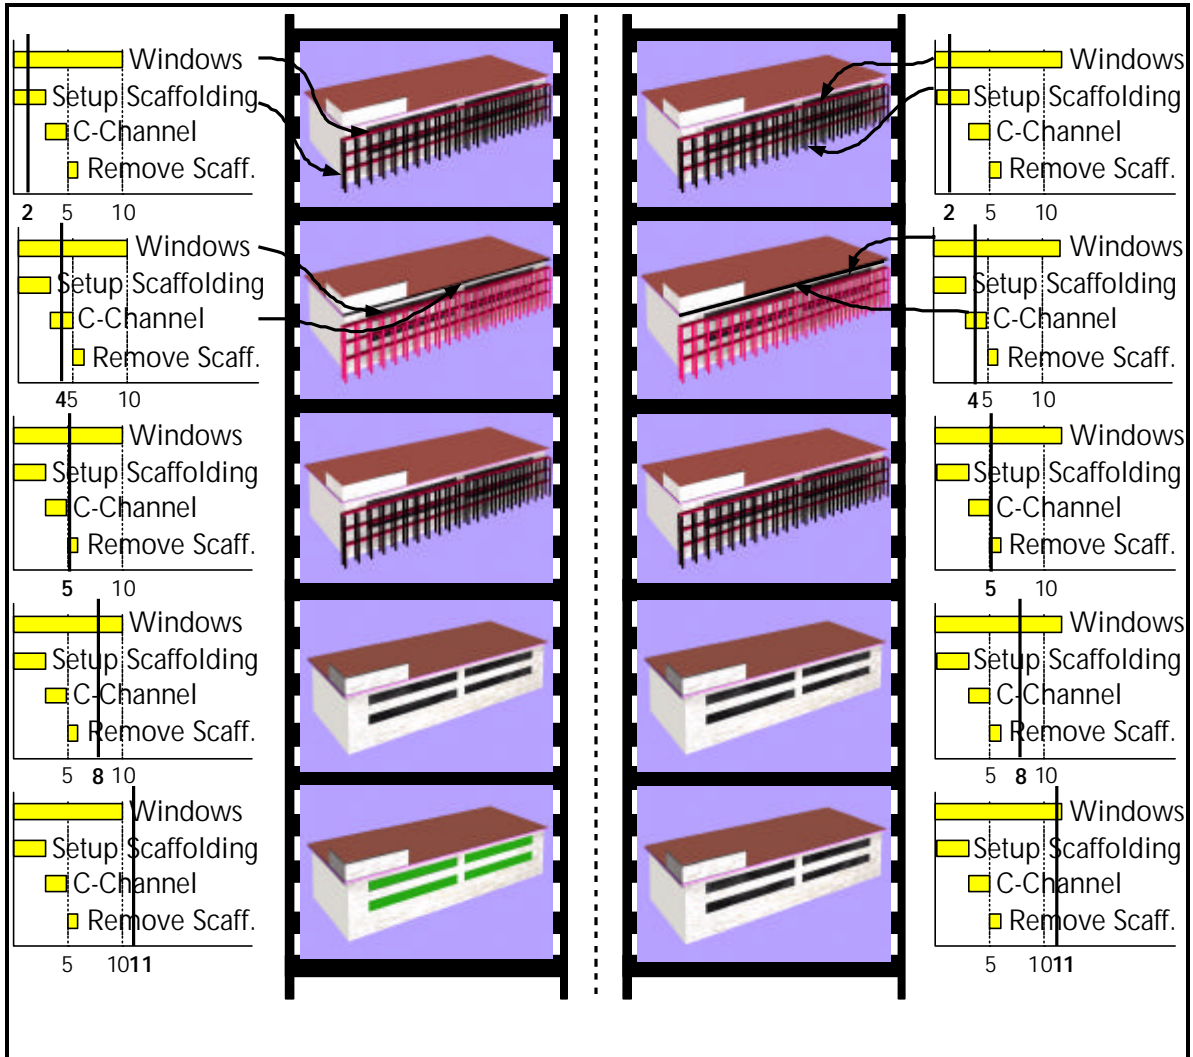 Windows
Setup Scaffolding
C-Channel
Remove Scaff.
2 5 10
Windows
Setup Scaffolding
C-Channel
Remove Scaff.
2 5 10
Windows
Setup Scaffolding
C-Channel
Remove Scaff.
45 10
Windows
Setup Scaffolding
C-Channel
Remove Scaff.
4 5 10
Windows
Setup Scaffolding
C-Channel
Remove Scaff.
5 10
Windows
Setup Scaffolding
C-Channel
Remove Scaff.
5 10
Windows
Setup Scaffolding
C-Channel
Remove Scaff.
5 8 10
Windows
Setup Scaffolding
C-Channel
Remove Scaff.
5 8 10
Windows
Setup Scaffolding
C-Channel
Remove Scaff.
5 1011
Windows
Setup Scaffolding
C-Channel
Remove Scaff.
5 1011